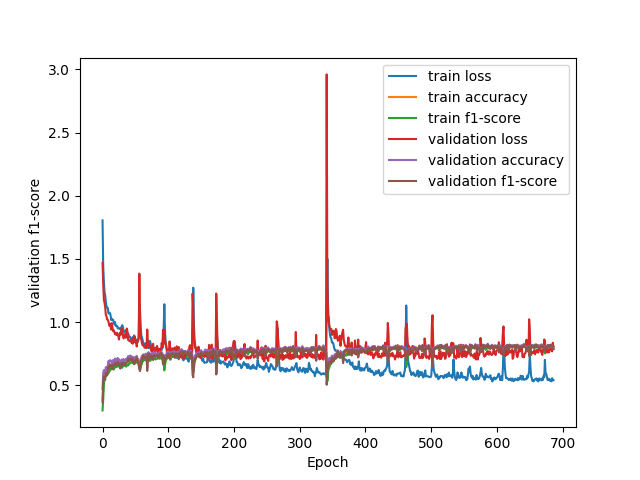 3.0
2.5
2.0
1.5
1.0
0.5
validation f1-score
train loss
train accuracy
train f1-score
validation loss
validation accuracy
validation f1-score
0 100 200 300 400 500 600 700
Epoch